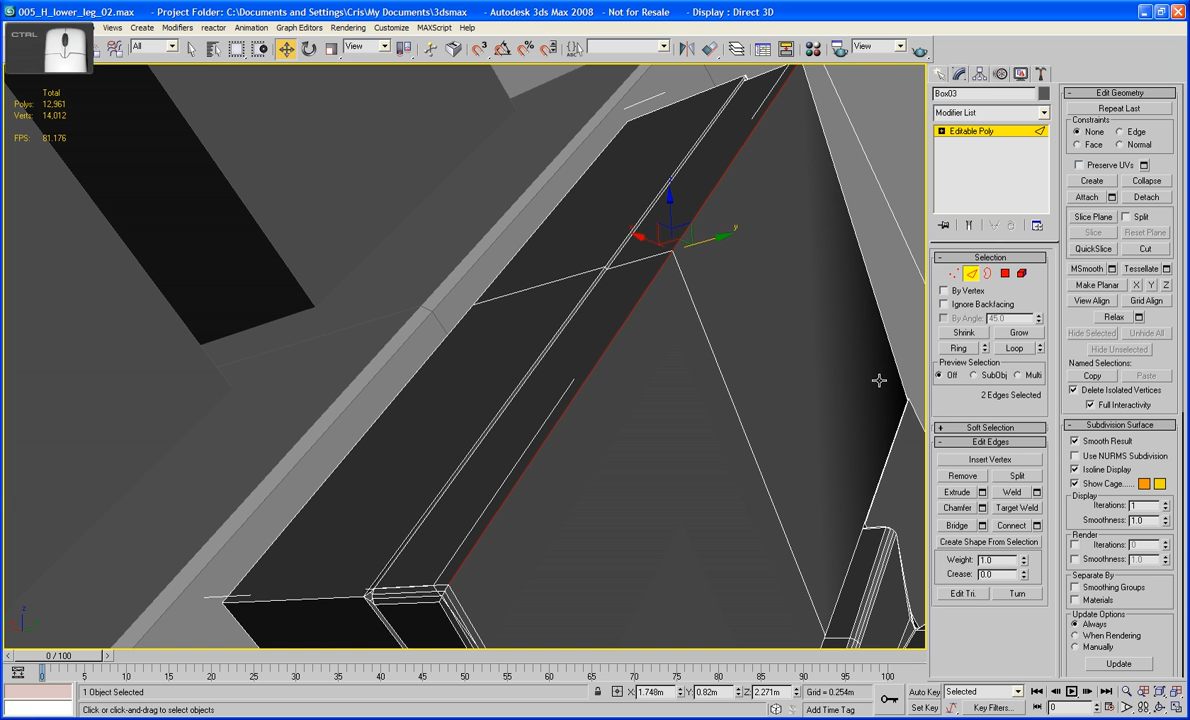 005_H_lower_leg_02.max - Project Folder: C:\Documents and Settings\Cris\My Documents\3dsmax - Autodesk 3ds Max 2008 - Not for Resale - Display : Direct 3D
Views Create Modifiers reactor Animation Graph Editors Rendering Customize MAXScript Help
CTRL
All
View
View
Total
Polys: 12,961
Verts: 14,012
FPS: 81.176
y
z
Box03
Modifier List
Editable Poly
Selection
By Vertex
Ignore Backfacing
By Angle: 45.0
Shrink Grow
Ring Loop
Preview Selection
Off SubObj Multi
2 Edges Selected
Soft Selection
Edit Edges
Insert Vertex
Remove Split
Extrude Weld
Chamfer Target Weld
Bridge Connect
Create Shape From Selection
Weight: 1.0
Crease: 0.0
Edit Tri. Turn
Edit Geometry
Repeat Last
Constraints
None Edge
Face Normal
Preserve UVs
Create Collapse
Attach Detach
Slice Plane Split
Slice Reset Plane
QuickSlice Cut
MSmooth Tessellate
Make Planar X Y Z
View Align Grid Align
Relax
Hide Selected Unhide All
Hide Unselected
Named Selections:
Copy Paste
Delete Isolated Vertices
Full Interactivity
Subdivision Surface
Smooth Result
Use NURMS Subdivision
Isoline Display
Show Cage......
Display
Iterations: 1
Smoothness: 1.0
Render
Iterations: 0
Smoothness: 1.0
Separate By
Smoothing Groups
Materials
Update Options
Always
When Rendering
Manually
Update
0 / 100
0 5 10 15 20 25 30 35 40 45 50 55 60 65 70 75 80 85 90 95 100
1 Object Selected X: 1.748m Y: 0.82m Z: 2.271m Grid = 0.254m Auto Key Selected
Click or click-and-drag to select objects Add Time Tag Set Key Key Filters... 0